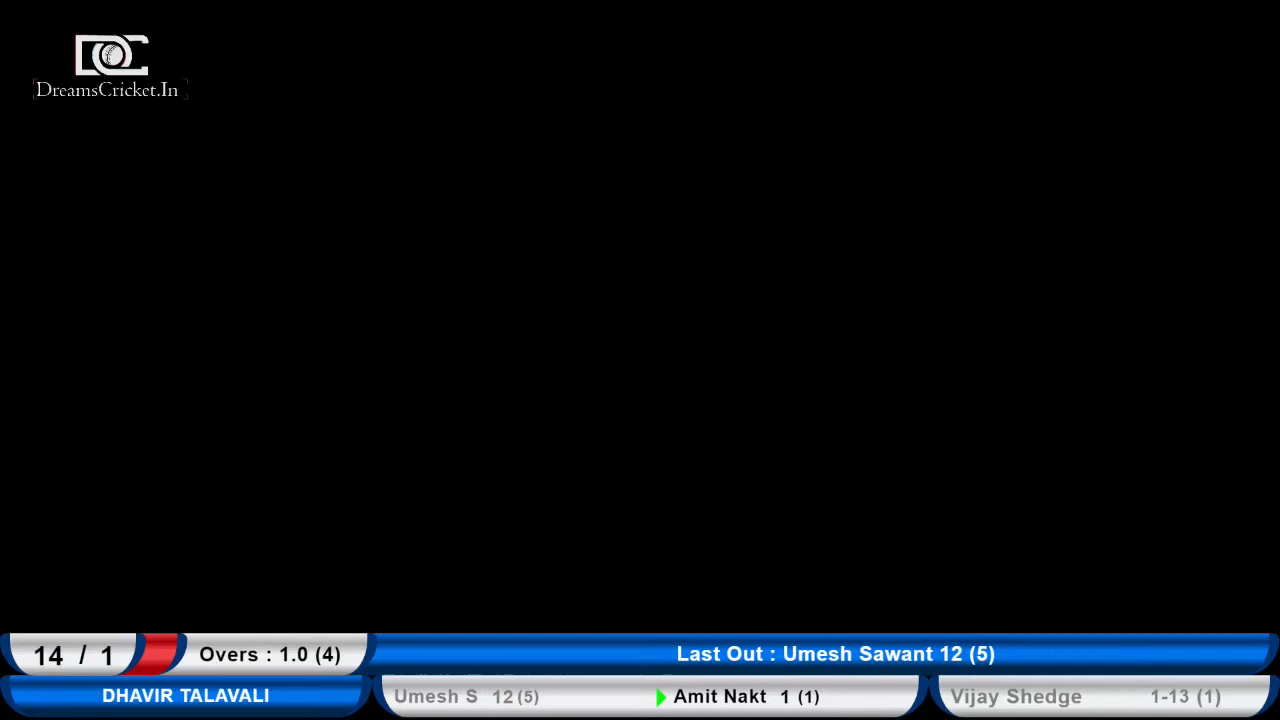 DC
DreamsCricket.In
14 / 1
Overs : 1.0 (4)
Last Out : Umesh Sawant 12 (5)
DHAVIR TALAVALI
Umesh S 12 (5)
Amit Nakt 1 (1)
Vijay Shedge 1-13 (1)